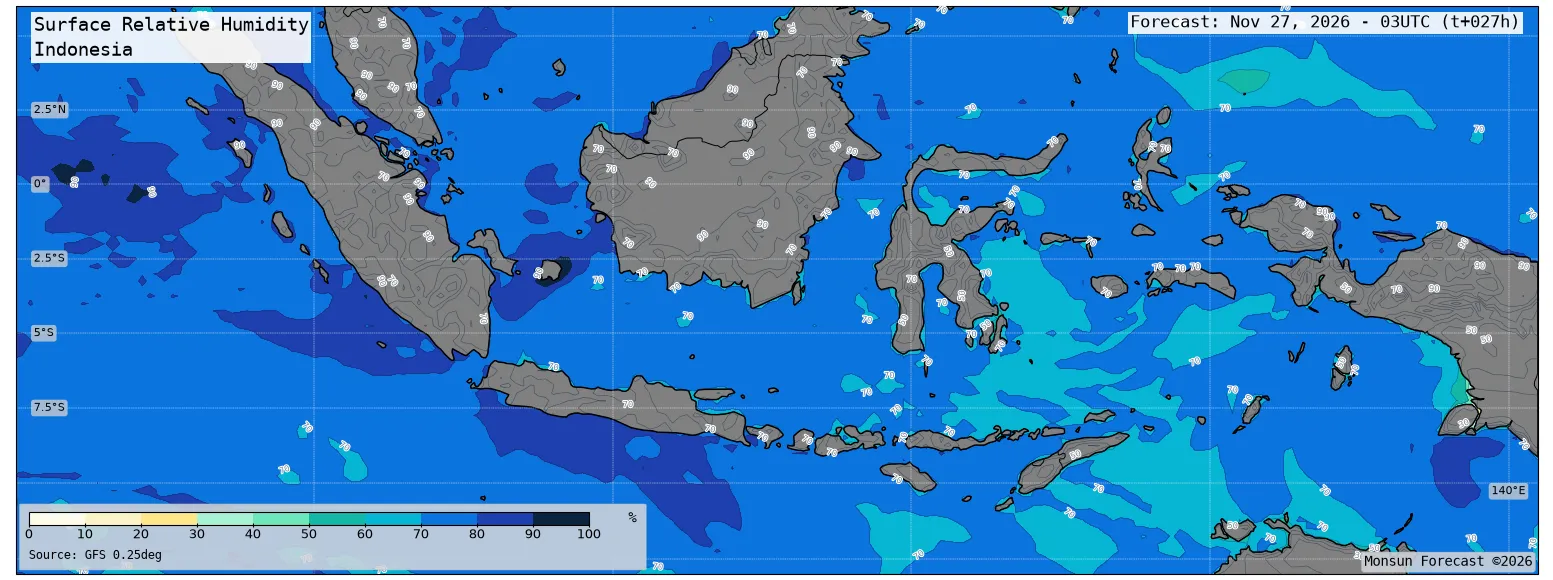 Surface Relative Humidity
Indonesia
Forecast: Nov 27, 2026 - 03UTC (t+027h)
2.5°N
0°
2.5°S
5°S
7.5°S
140°E
%
0 10 20 30 40 50 60 70 80 90 100
Source: GFS 0.25deg
Monsun Forecast ©2026